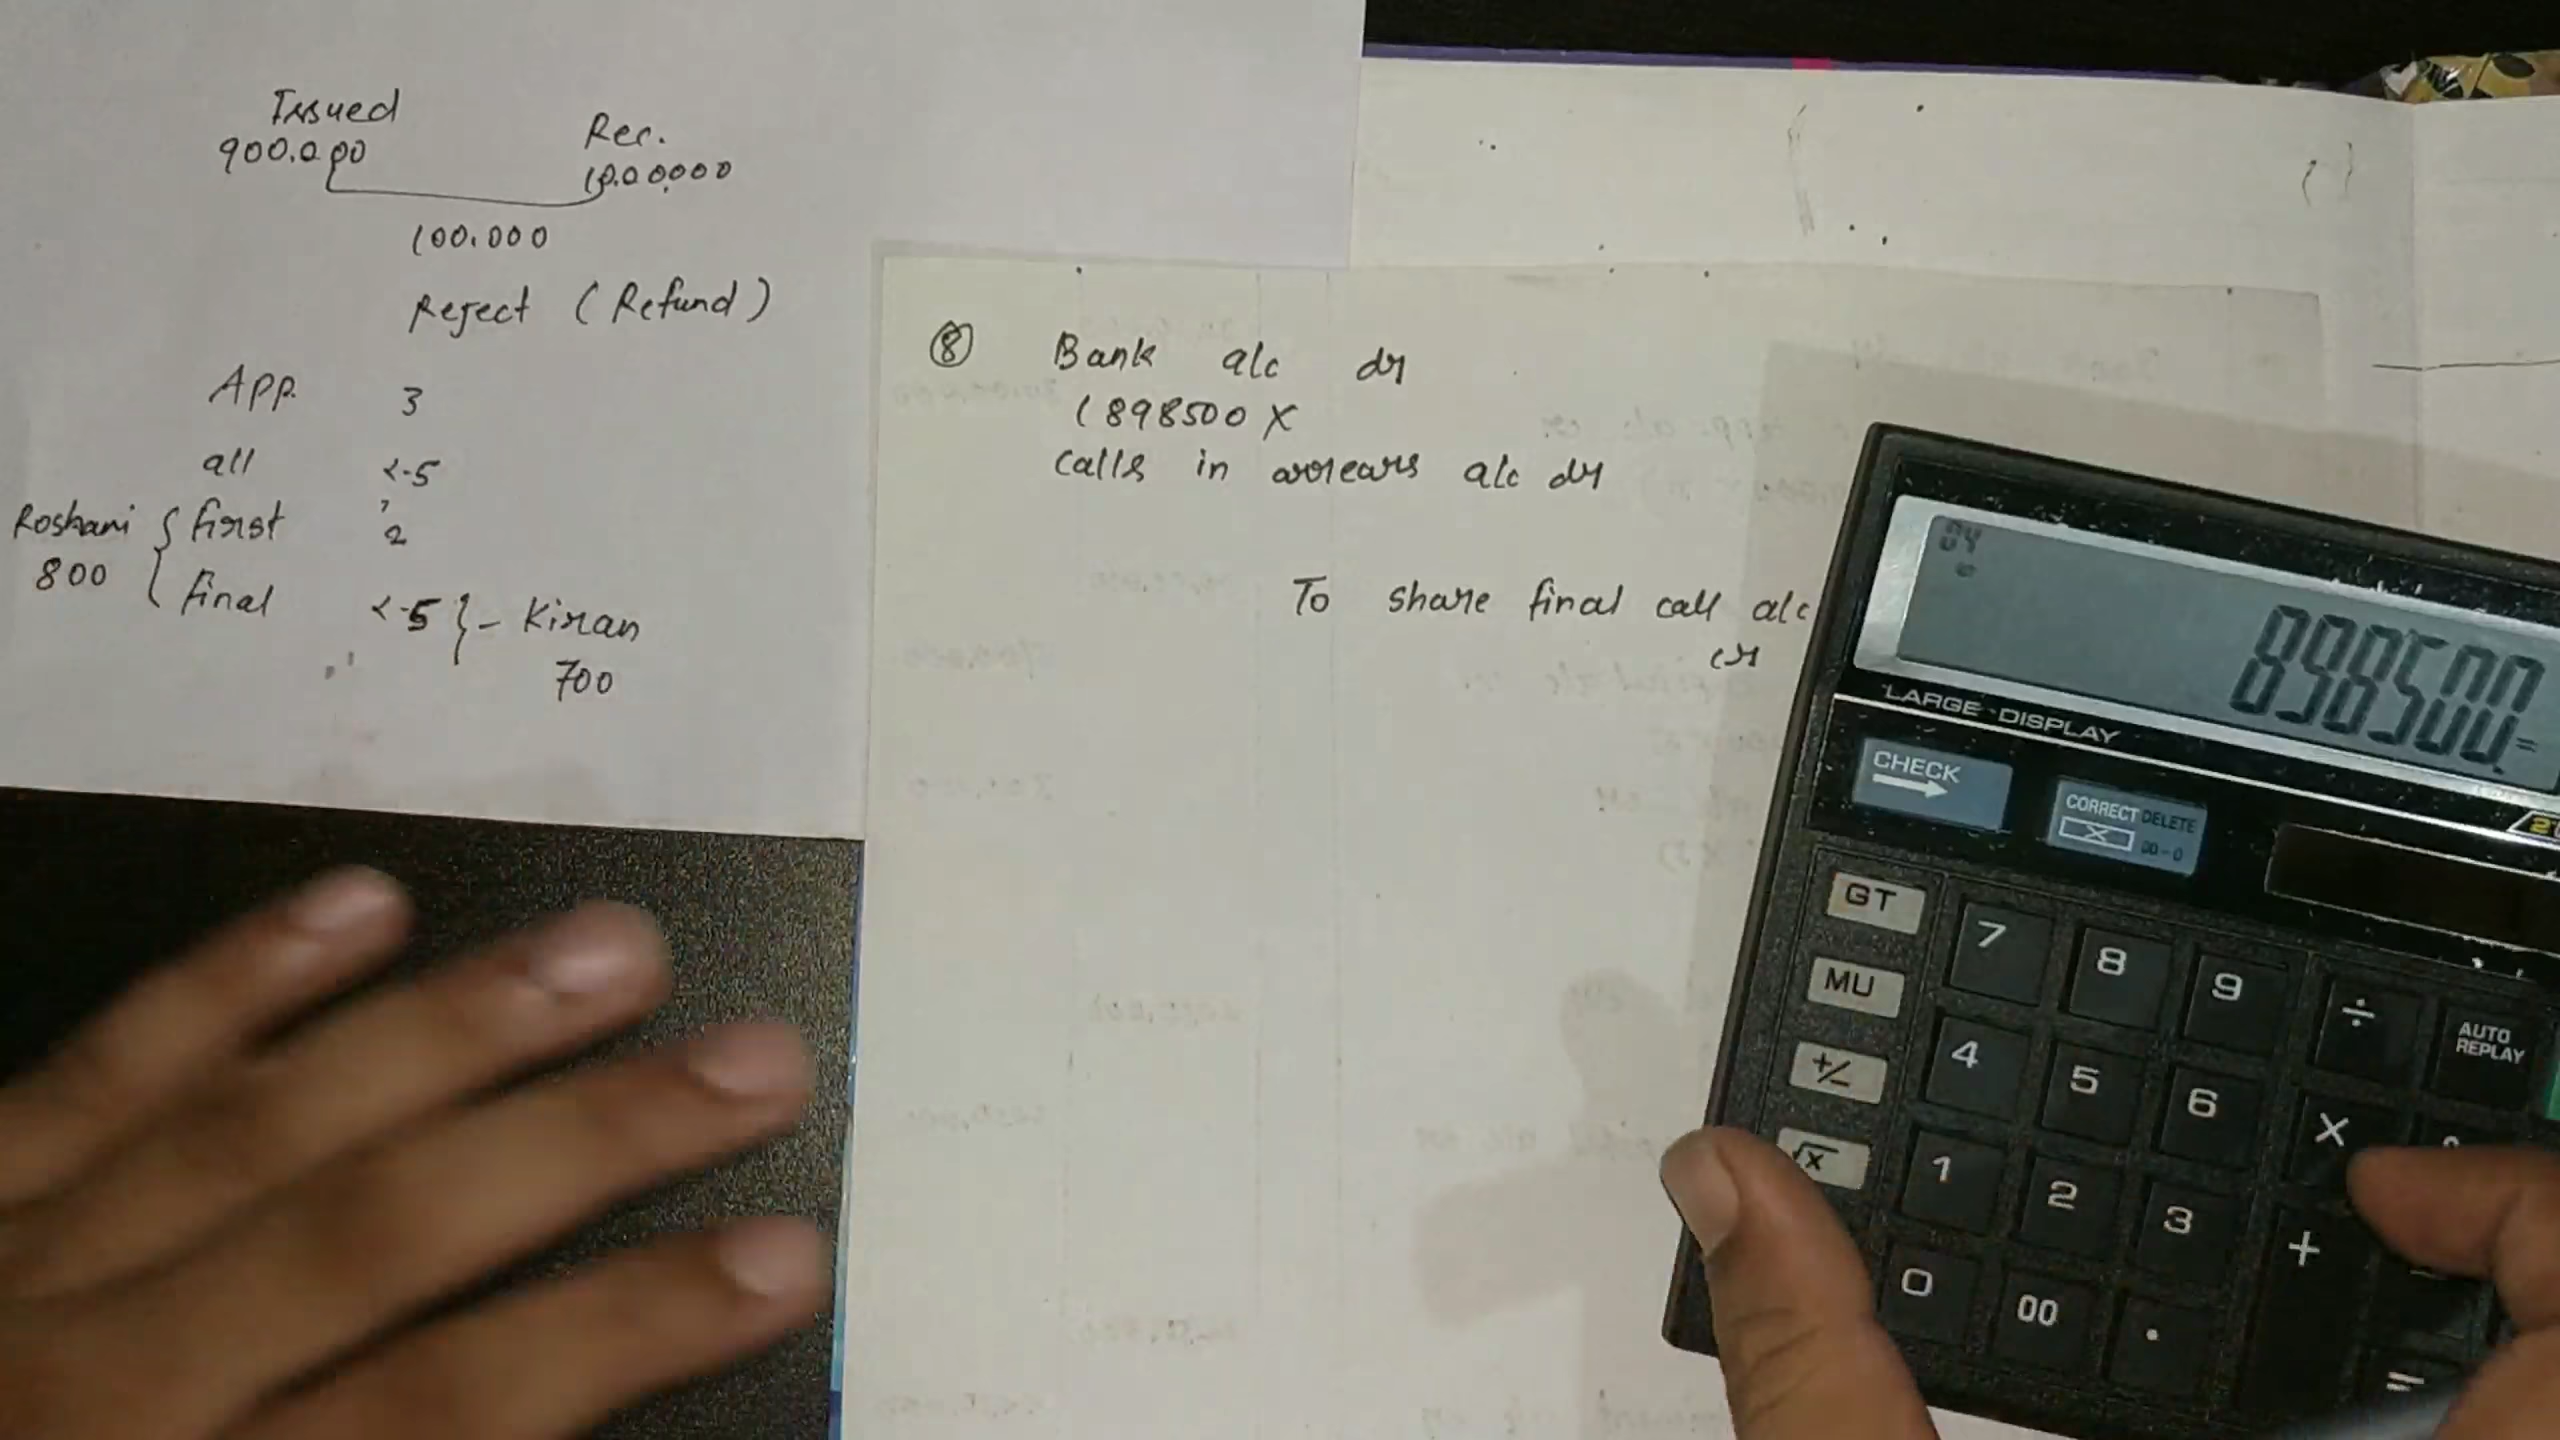 Issued
900.000
Rec.
10.00,000
100.000
Reject (Refund)
App. 3
all 2.5
first 2
final 2.5 } - Kiran
700
Roshani
800
⑧ Bank a/c dr
(898500 X
calls in arrears a/c dr
To share final call a/c
cr
898500
=
LARGE DISPLAY
CHECK
CORRECT DELETE
00-0
GT 7 8 9 ÷ AUTO REPLAY
MU 4 5 6 X
+/- 1 2 3 +
√x 0 00 . =